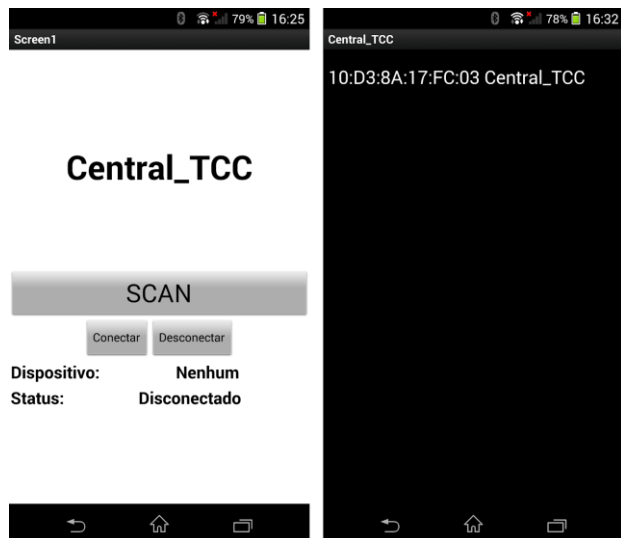 79% 16:25
Screen1
Central_TCC
SCAN
Conectar Desconectar
Dispositivo: Nenhum
Status: Disconectado
78% 16:32
Central_TCC
10:D3:8A:17:FC:03 Central_TCC